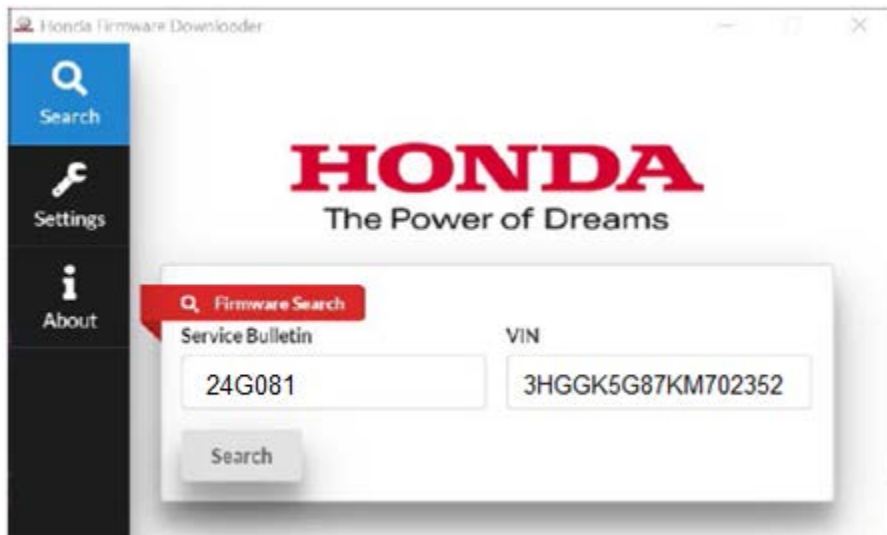 Honda Firmware Downloader
Search
Settings
About
HONDA
The Power of Dreams
Firmware Search
Service Bulletin
VIN
24G081
3HGGK5G87KM702352
Search